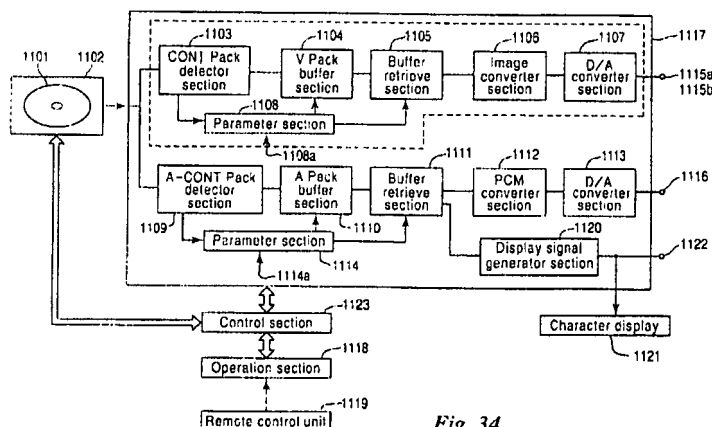 1101
1102
1103
1104
1105
1106
1107
1117
CONT Pack
detector
section
V Pack
buffer
section
Buffer
retrieve
section
Image
converter
section
D/A
converter
section
1115a
1115b
1108
Parameter section
1108a
1111
1112
1113
A-CONT Pack
detector
section
A Pack
buffer
section
Buffer
retrieve
section
PCM
converter
section
D/A
converter
section
1116
1109
1110
1120
Parameter section
1114
Display signal
generator section
1122
1114a
1123
Control section
1118
Operation section
Character display
1121
1119
Remote control unit
Fig. 34